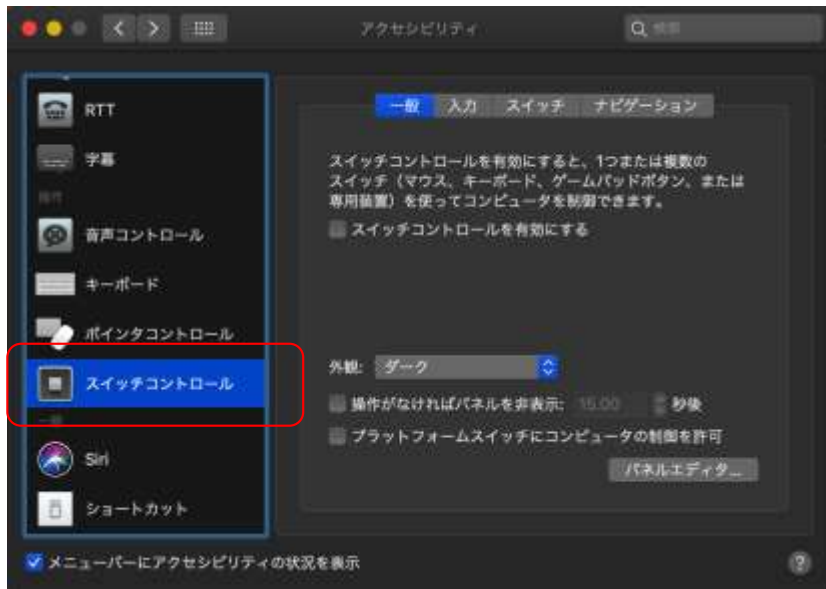 アクセシビリティ
検索
RTT
字幕
操作
音声コントロール
キーボード
ポインタコントロール
スイッチコントロール
一般
Siri
ショートカット
一般 入力 スイッチ ナビゲーション
スイッチコントロールを有効にすると、1つまたは複数の
スイッチ（マウス、キーボード、ゲームパッドボタン、または
専用装置）を使ってコンピュータを制御できます。
スイッチコントロールを有効にする
外観: ダーク
操作がなければパネルを非表示: 15.00 秒後
プラットフォームスイッチにコンピュータの制御を許可
パネルエディタ...
メニューバーにアクセシビリティの状況を表示
?